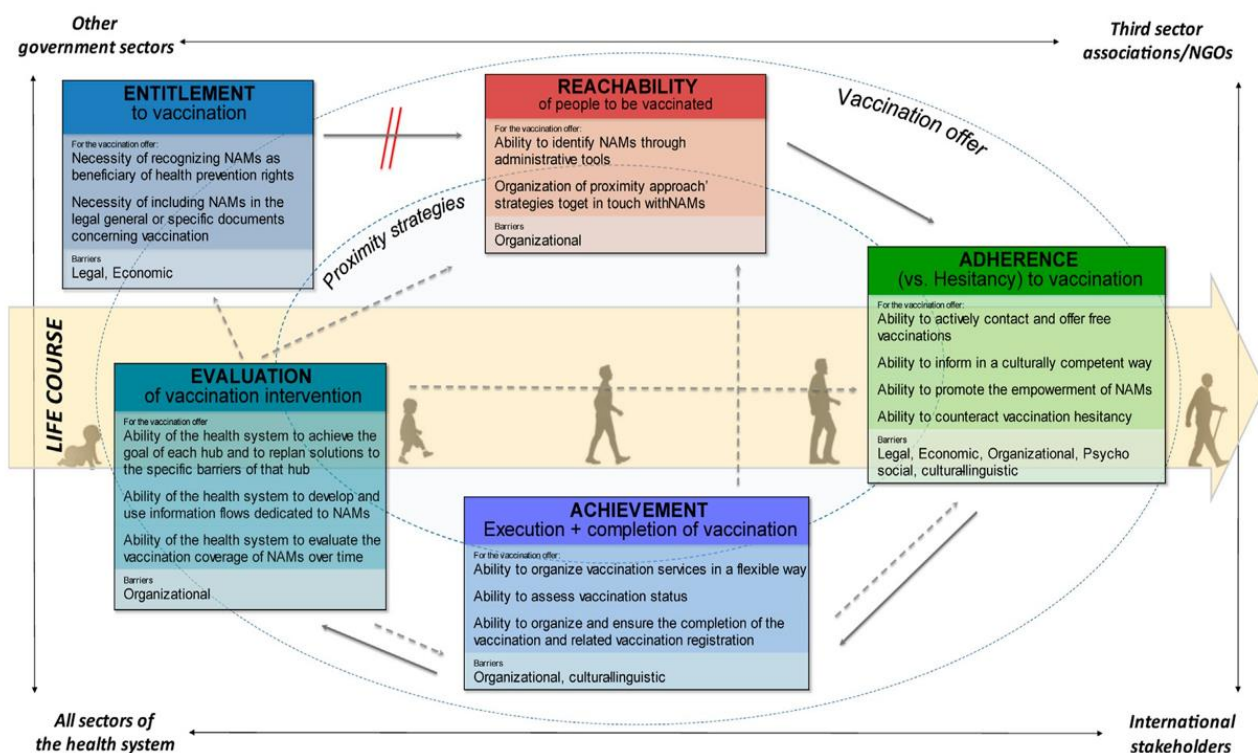 Other
government sectors
Third sector
associations/NGOs
ENTITLEMENT
to vaccination
For the vaccination offer:
Necessity of recognizing NAMs as
beneficiary of health prevention rights
Necessity of including NAMs in the
legal general or specific documents
concerning vaccination
Barriers
Legal, Economic
REACHABILITY
of people to be vaccinated
For the vaccination offer:
Ability to identify NAMs through
administrative tools
Organization of proximity approach'
strategies toget in touch withNAMs
Barriers
Organizational
Vaccination offer
Proximity strategies
ADHERENCE
(vs. Hesitancy) to vaccination
For the vaccination offer:
Ability to actively contact and offer free
vaccinations
Ability to inform in a culturally competent way
Ability to promote the empowerment of NAMs
Ability to counteract vaccination hesitancy
Barriers
Legal, Economic, Organizational, Psycho
social, culturallinguistic
LIFE COURSE
EVALUATION
of vaccination intervention
For the vaccination offer
Ability of the health system to achieve the
goal of each hub and to replan solutions to
the specific barriers of that hub
Ability of the health system to develop and
use information flows dedicated to NAMs
Ability of the health system to evaluate the
vaccination coverage of NAMs over time
Barriers
Organizational
ACHIEVEMENT
Execution + completion of vaccination
For the vaccination offer:
Ability to organize vaccination services in a flexible way
Ability to assess vaccination status
Ability to organize and ensure the completion of the
vaccination and related vaccination registration
Barriers
Organizational, culturallinguistic
All sectors of
the health system
International
stakeholders